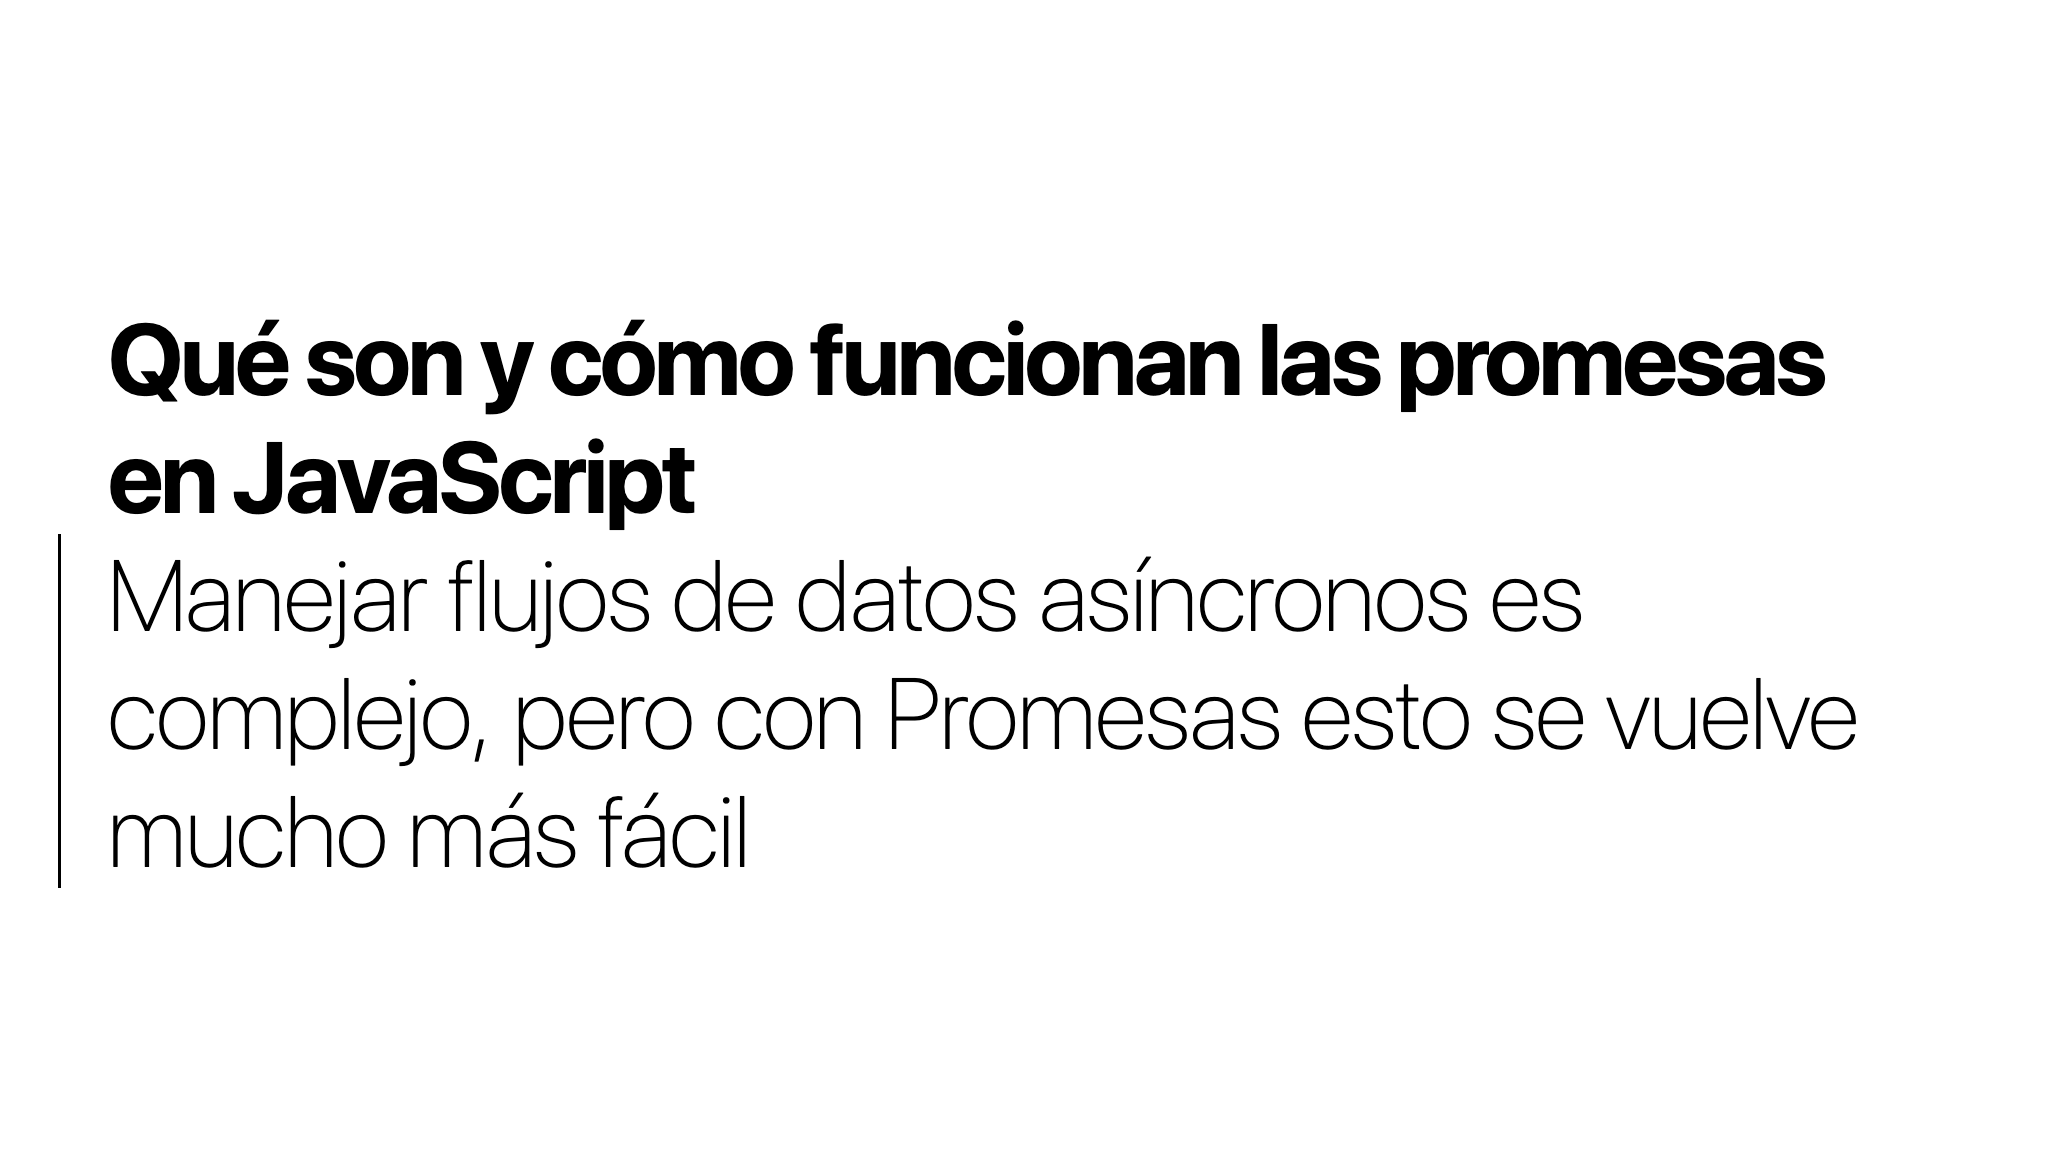 Qué son y cómo funcionan las promesas
en JavaScript
Manejar flujos de datos asíncronos es
complejo, pero con Promesas esto se vuelve
mucho más fácil